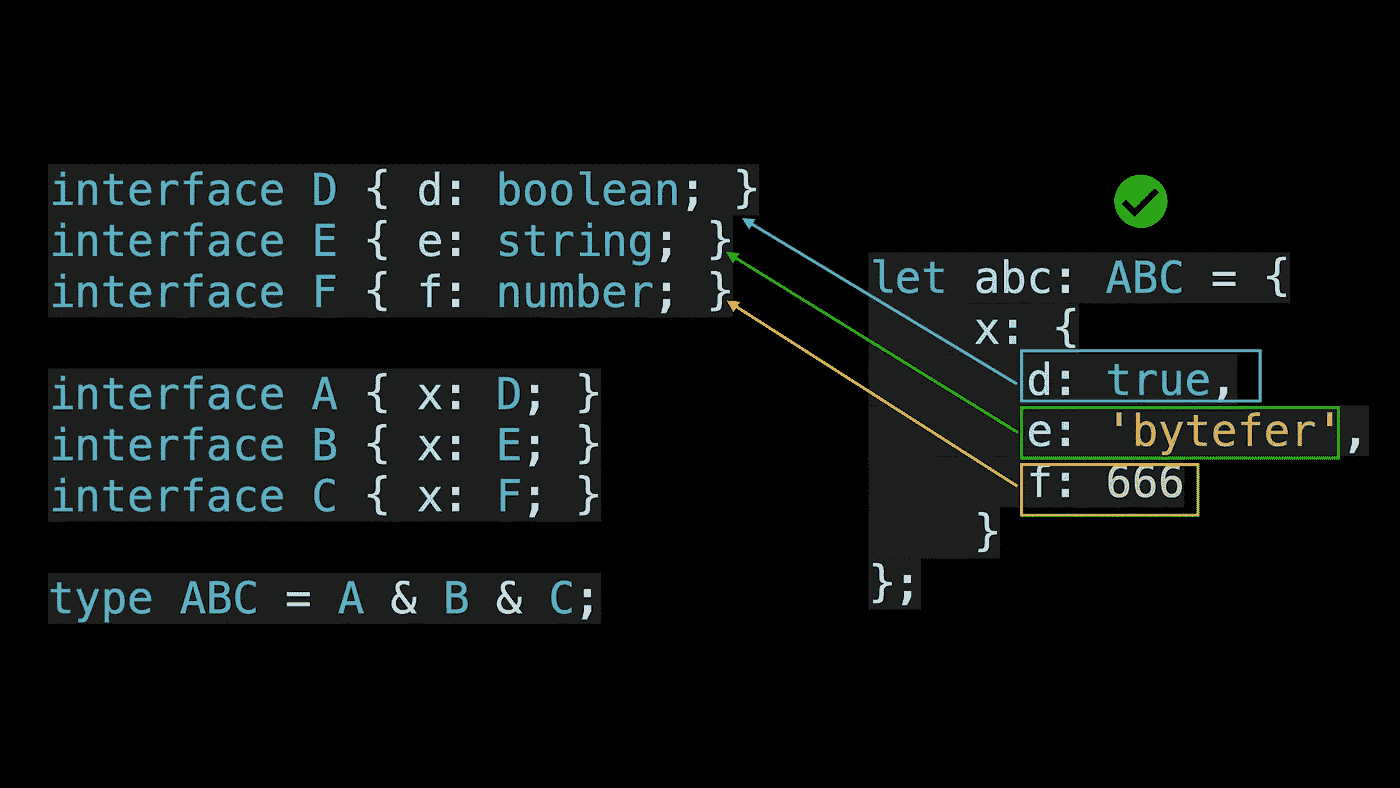 interface D { d: boolean; }
interface E { e: string; }
interface F { f: number; }
interface A { x: D; }
interface B { x: E; }
interface C { x: F; }
type ABC = A & B & C;
let abc: ABC = {
x: {
d: true,
e: 'bytefer',
f: 666
}
};